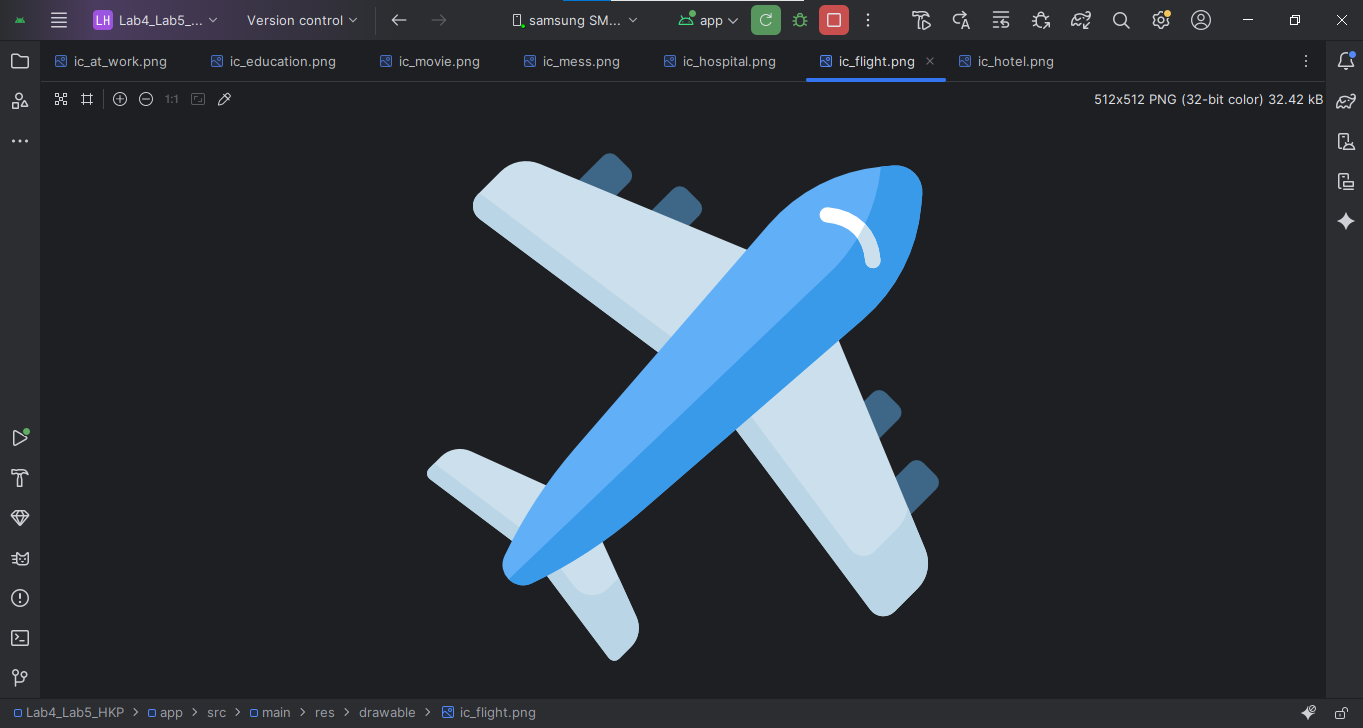 LH Lab4_Lab5_... Version control samsung SM... app
ic_at_work.png ic_education.png ic_movie.png ic_mess.png ic_hospital.png ic_flight.png ic_hotel.png
1:1 512x512 PNG (32-bit color) 32.42 kB
Lab4_Lab5_HKP > app > src > main > res > drawable > ic_flight.png